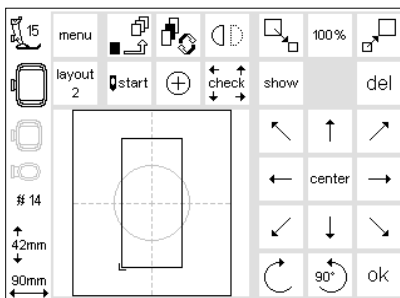 15
menu
100%
layout
2
start
check
show
del
center
# 14
42mm
90mm
90°
ok